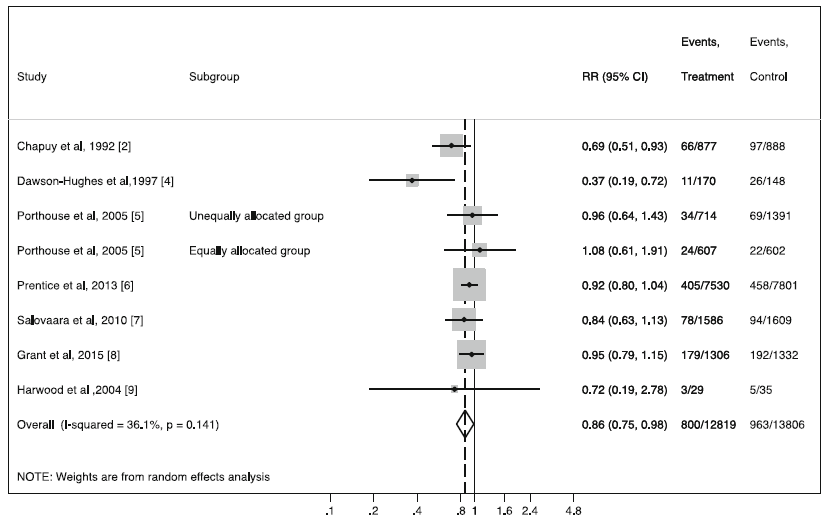 Events, Events,
Study Subgroup RR (95% CI) Treatment Control
Chapuy et al, 1992 [2] 0.69 (0.51, 0.93) 66/877 97/888
Dawson-Hughes et al,1997 [4] 0.37 (0.19, 0.72) 11/170 26/148
Porthouse et al, 2005 [5] Unequally allocated group 0.96 (0.64, 1.43) 34/714 69/1391
Porthouse et al, 2005 [5] Equally allocated group 1.08 (0.61, 1.91) 24/607 22/602
Prentice et al, 2013 [6] 0.92 (0.80, 1.04) 405/7530 458/7801
Salovaara et al, 2010 [7] 0.84 (0.63, 1.13) 78/1586 94/1609
Grant et al, 2015 [8] 0.95 (0.79, 1.15) 179/1306 192/1332
Harwood et al ,2004 [9] 0.72 (0.19, 2.78) 3/29 5/35
Overall (I-squared = 36.1%, p = 0.141) 0.86 (0.75, 0.98) 800/12819 963/13806
NOTE: Weights are from random effects analysis
.1 .2 .4 .8 1 1.6 2.4 4.8